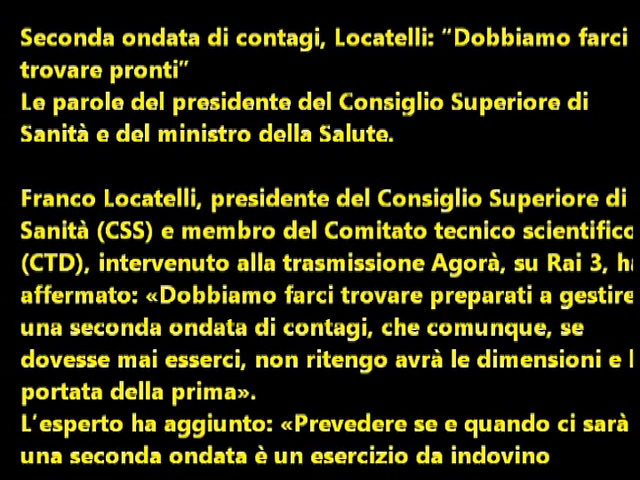 Seconda ondata di contagi, Locatelli: “Dobbiamo farci
trovare pronti”
Le parole del presidente del Consiglio Superiore di
Sanità e del ministro della Salute.
Franco Locatelli, presidente del Consiglio Superiore di
Sanità (CSS) e membro del Comitato tecnico scientifico
(CTD), intervenuto alla trasmissione Agorà, su Rai 3,
affermato: «Dobbiamo farci trovare preparati a gestire
una seconda ondata di contagi, che comunque, se
dovesse mai esserci, non ritengo avrà le dimensioni e
portata della prima».
L’esperto ha aggiunto: «Prevedere se e quando ci sarà
una seconda ondata è un esercizio da indovino